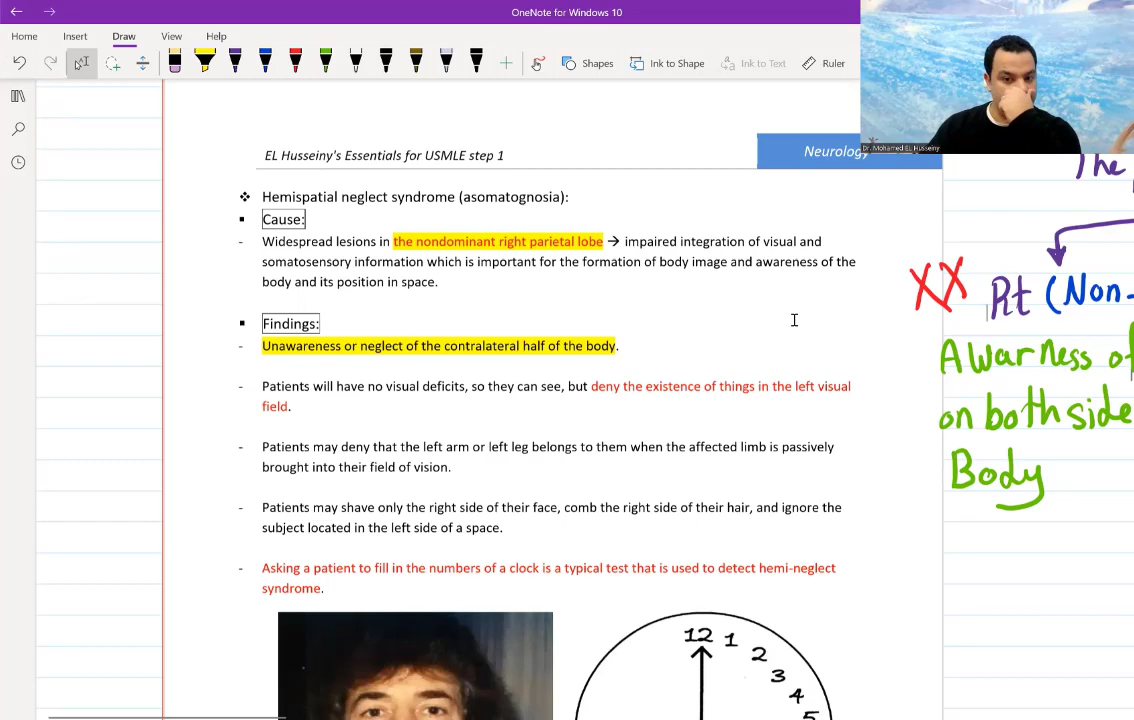 OneNote for Windows 10
Home Insert Draw View Help
Shapes Ink to Shape Ink to Text Ruler
Dr. Mohamed EL Husseiny
EL Husseiny's Essentials for USMLE step 1
Neurology
The
❖ Hemispatial neglect syndrome (asomatognosia):
▪ Cause:
- Widespread lesions in the nondominant right parietal lobe → impaired integration of visual and
somatosensory information which is important for the formation of body image and awareness of the
body and its position in space.
XX Rt (Non-
▪ Findings:
- Unawareness or neglect of the contralateral half of the body.
Awarness of
on both side
Body
- Patients will have no visual deficits, so they can see, but deny the existence of things in the left visual
field.
- Patients may deny that the left arm or left leg belongs to them when the affected limb is passively
brought into their field of vision.
- Patients may shave only the right side of their face, comb the right side of their hair, and ignore the
subject located in the left side of a space.
- Asking a patient to fill in the numbers of a clock is a typical test that is used to detect hemi-neglect
syndrome.
12 1
2
3
4
5